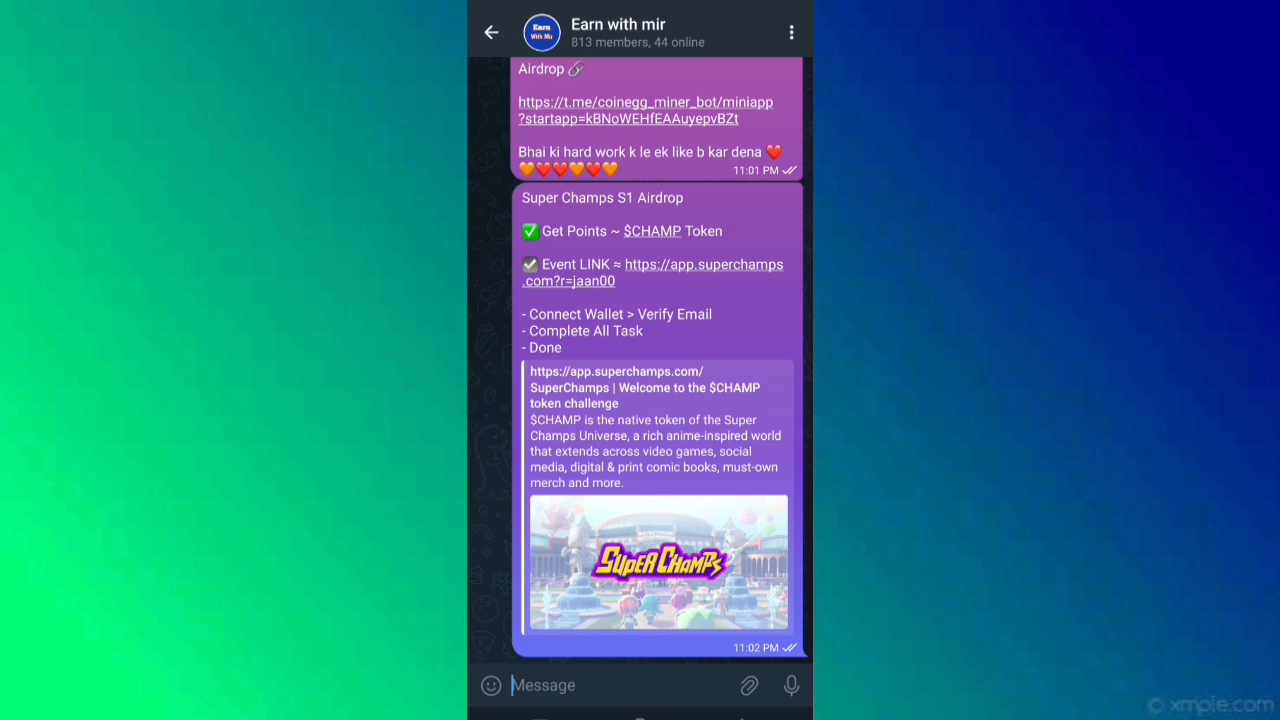 Earn with mir
Earn
With Mir
813 members, 44 online
Airdrop 🔗
https://t.me/coinegg_miner_bot/miniapp
?startapp=kBNoWEHfEAAuyepvBZt
Bhai ki hard work k le ek like b kar dena ❤️
🧡❤️❤️🧡❤️🧡
11:01 PM
Super Champs S1 Airdrop
✅ Get Points ~ $CHAMP Token
☑️ Event LINK ≈ https://app.superchamps
.com?r=jaan00
- Connect Wallet > Verify Email
- Complete All Task
- Done
https://app.superchamps.com/
SuperChamps | Welcome to the $CHAMP
token challenge
$CHAMP is the native token of the Super
Champs Universe, a rich anime-inspired world
that extends across video games, social
media, digital & print comic books, must-own
merch and more.
SUPER CHAMPS
11:02 PM
Message
© xmple.com